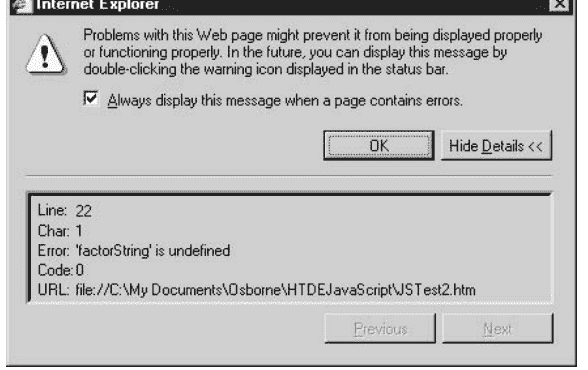 Internet Explorer
Problems with this Web page might prevent it from being displayed properly
or functioning properly. In the future, you can display this message by
double-clicking the warning icon displayed in the status bar.
Always display this message when a page contains errors.
OK
Hide Details <<
Line: 22
Char: 1
Error: 'factorString' is undefined
Code: 0
URL: file://C:\My Documents\Osborne\HTDEJavaScript\JSTest2.htm
Previous
Next